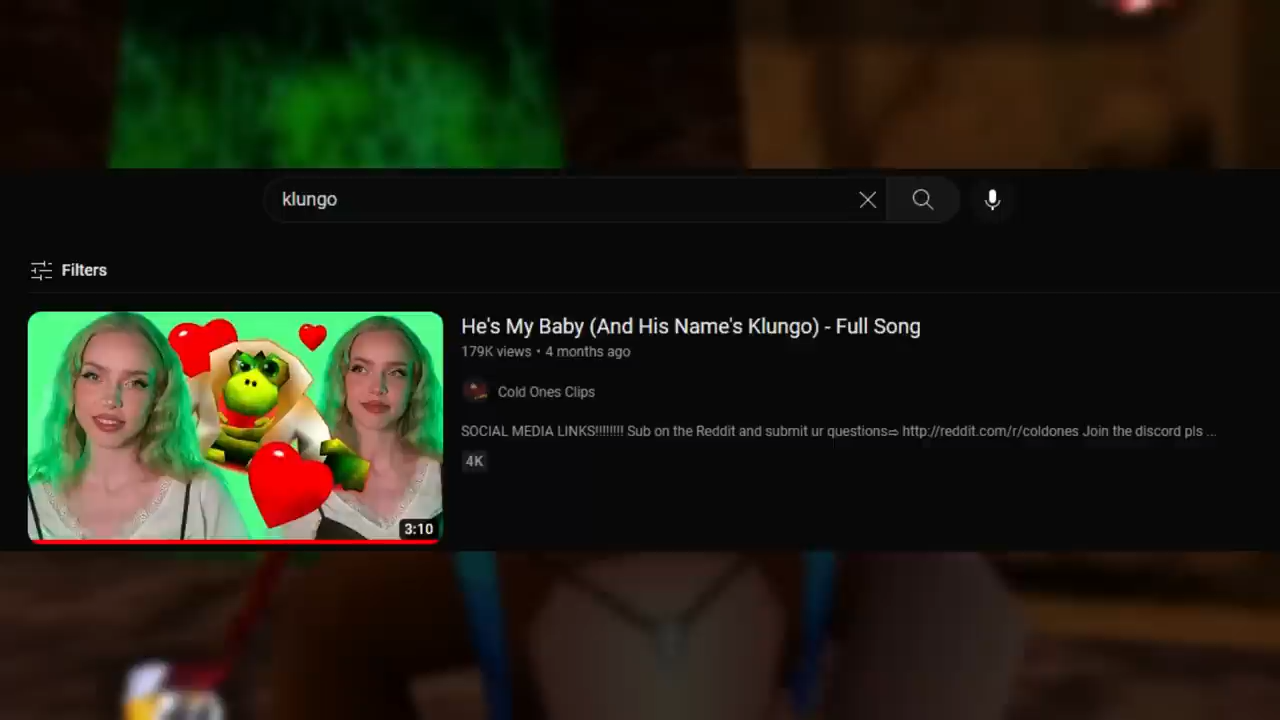 klungo
Filters
He's My Baby (And His Name's Klungo) - Full Song
179K views • 4 months ago
Cold Ones Clips
SOCIAL MEDIA LINKS!!!!!!!! Sub on the Reddit and submit ur questions⇨ http://reddit.com/r/coldones Join the discord pls ...
4K
3:10